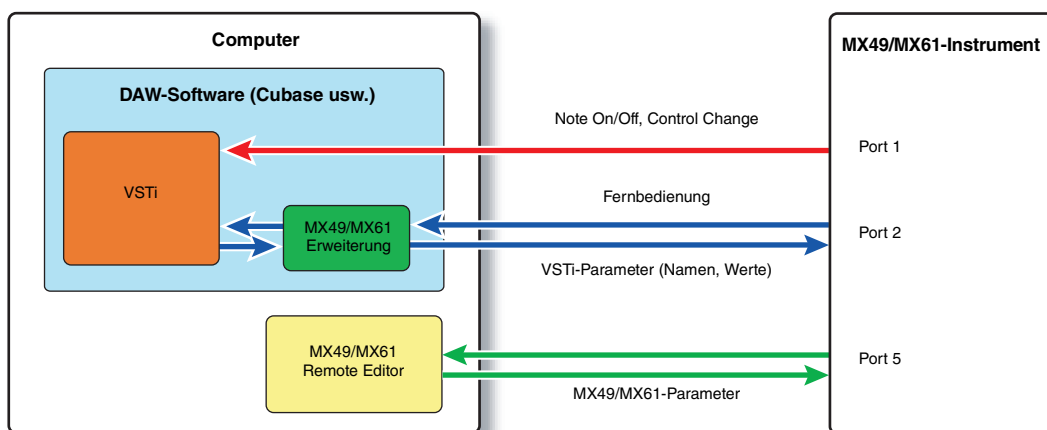 Computer
MX49/MX61-Instrument
DAW-Software (Cubase usw.)
Note On/Off, Control Change
Port 1
VSTi
Fernbedienung
MX49/MX61
Erweiterung
Port 2
VSTi-Parameter (Namen, Werte)
MX49/MX61
Remote Editor
Port 5
MX49/MX61-Parameter